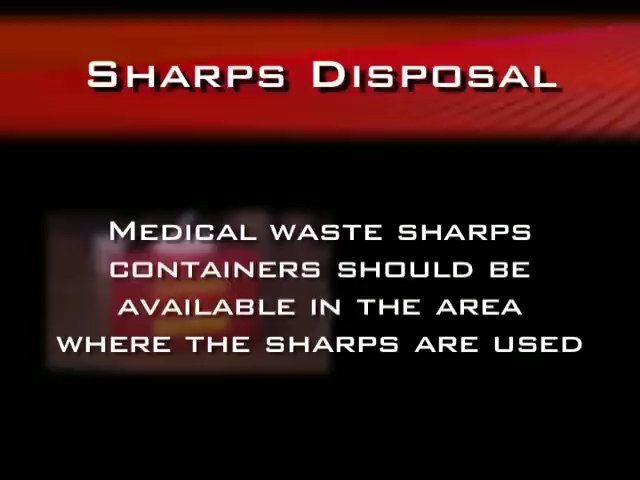 Sharps Disposal
Medical waste sharps
containers should be
available in the area
where the sharps are used